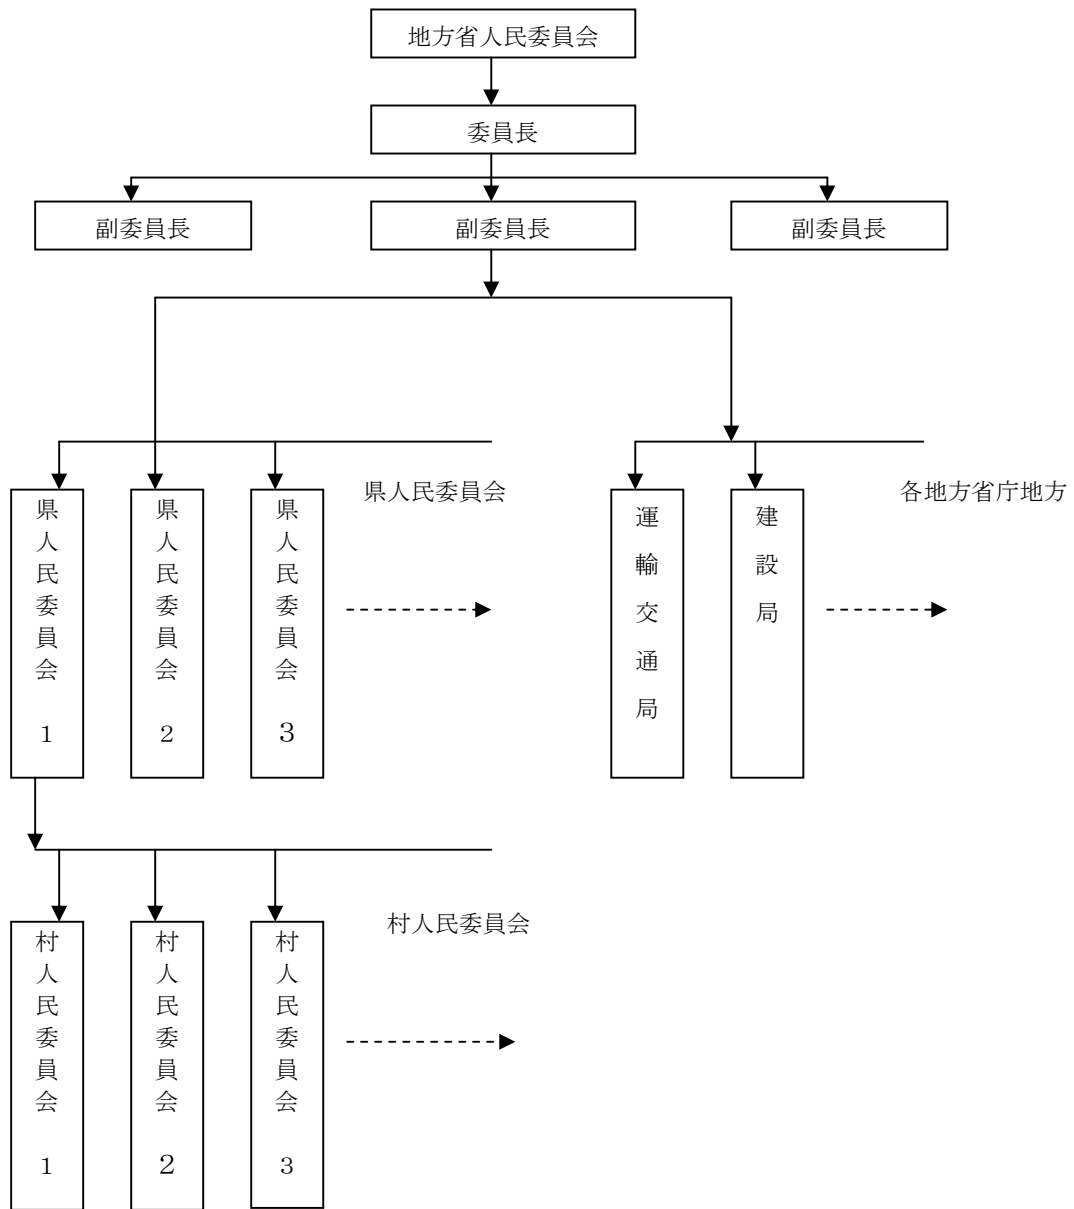 地方省人民委員会
委員長
副委員長
副委員長
副委員長
県人民委員会
各地方省庁地方
県人民委員会 1
県人民委員会 2
県人民委員会 3
運輸交通局
建設局
村人民委員会
村人民委員会 1
村人民委員会 2
村人民委員会 3